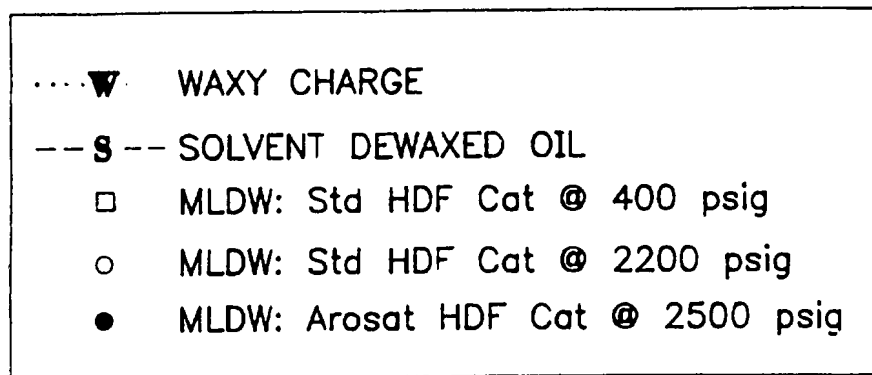 ····W· WAXY CHARGE
--S-- SOLVENT DEWAXED OIL
□ MLDW: Std HDF Cat @ 400 psig
○ MLDW: Std HDF Cat @ 2200 psig
● MLDW: Arosat HDF Cat @ 2500 psig